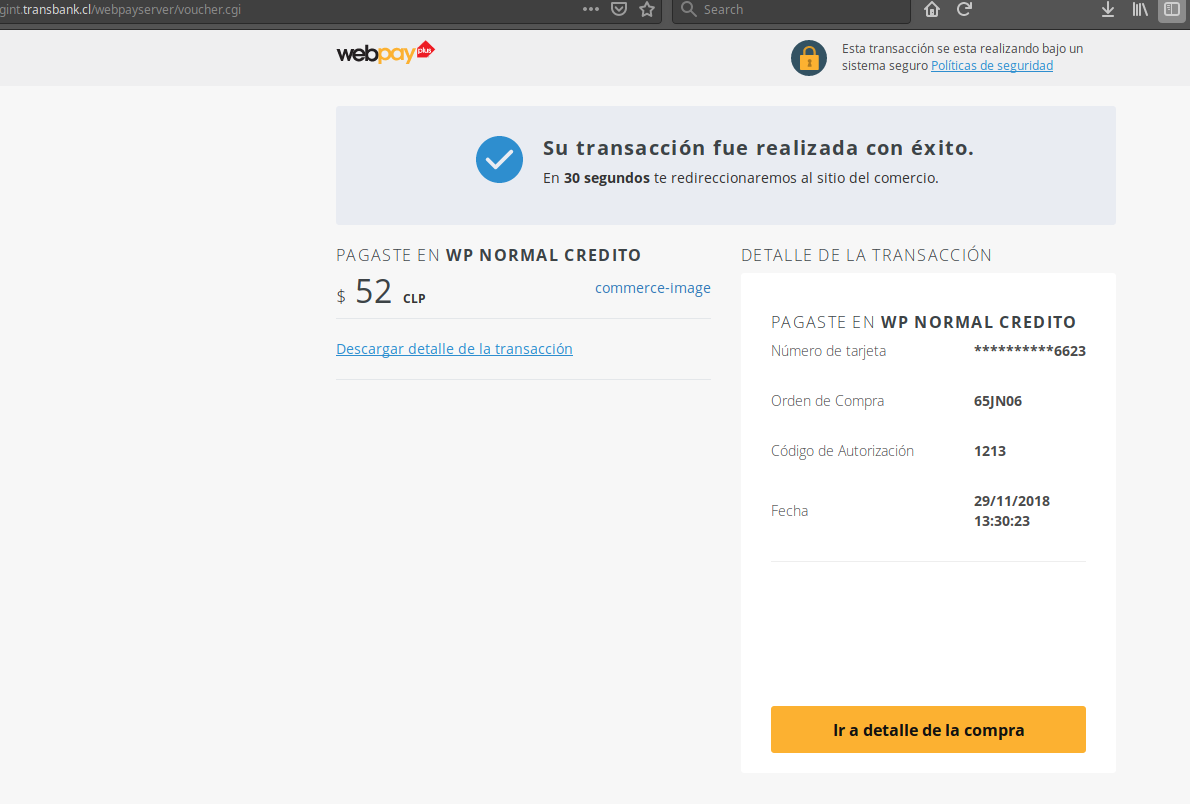 gint.transbank.cl/webpayserver/voucher.cgi
Search
webpay plus
Esta transacción se esta realizando bajo un
sistema seguro Políticas de seguridad
Su transacción fue realizada con éxito.
En 30 segundos te redireccionaremos al sitio del comercio.
PAGASTE EN WP NORMAL CREDITO
$ 52 CLP
commerce-image
Descargar detalle de la transacción
DETALLE DE LA TRANSACCIÓN
PAGASTE EN WP NORMAL CREDITO
Número de tarjeta **********6623
Orden de Compra 65JN06
Código de Autorización 1213
Fecha 29/11/2018
13:30:23
Ir a detalle de la compra